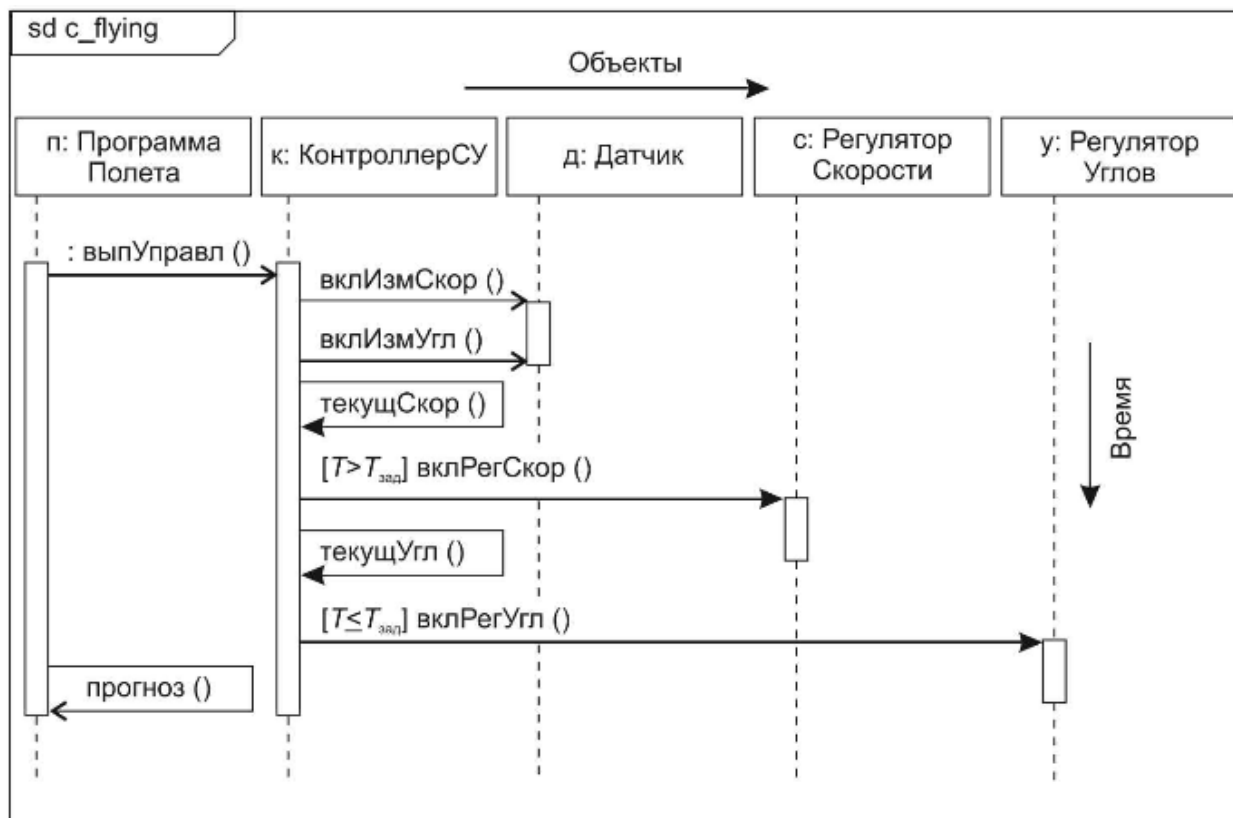 sd c_flying
Объекты
п: Программа
Полета
к: КонтроллерСУ
д: Датчик
с: Регулятор
Скорости
у: Регулятор
Углов
: выпУправл ()
вклИзмСкор ()
вклИзмУгл ()
текущСкор ()
[T>Tзад] вклРегСкор ()
текущУгл ()
[T≤Tзад] вклРегУгл ()
прогноз ()
Время